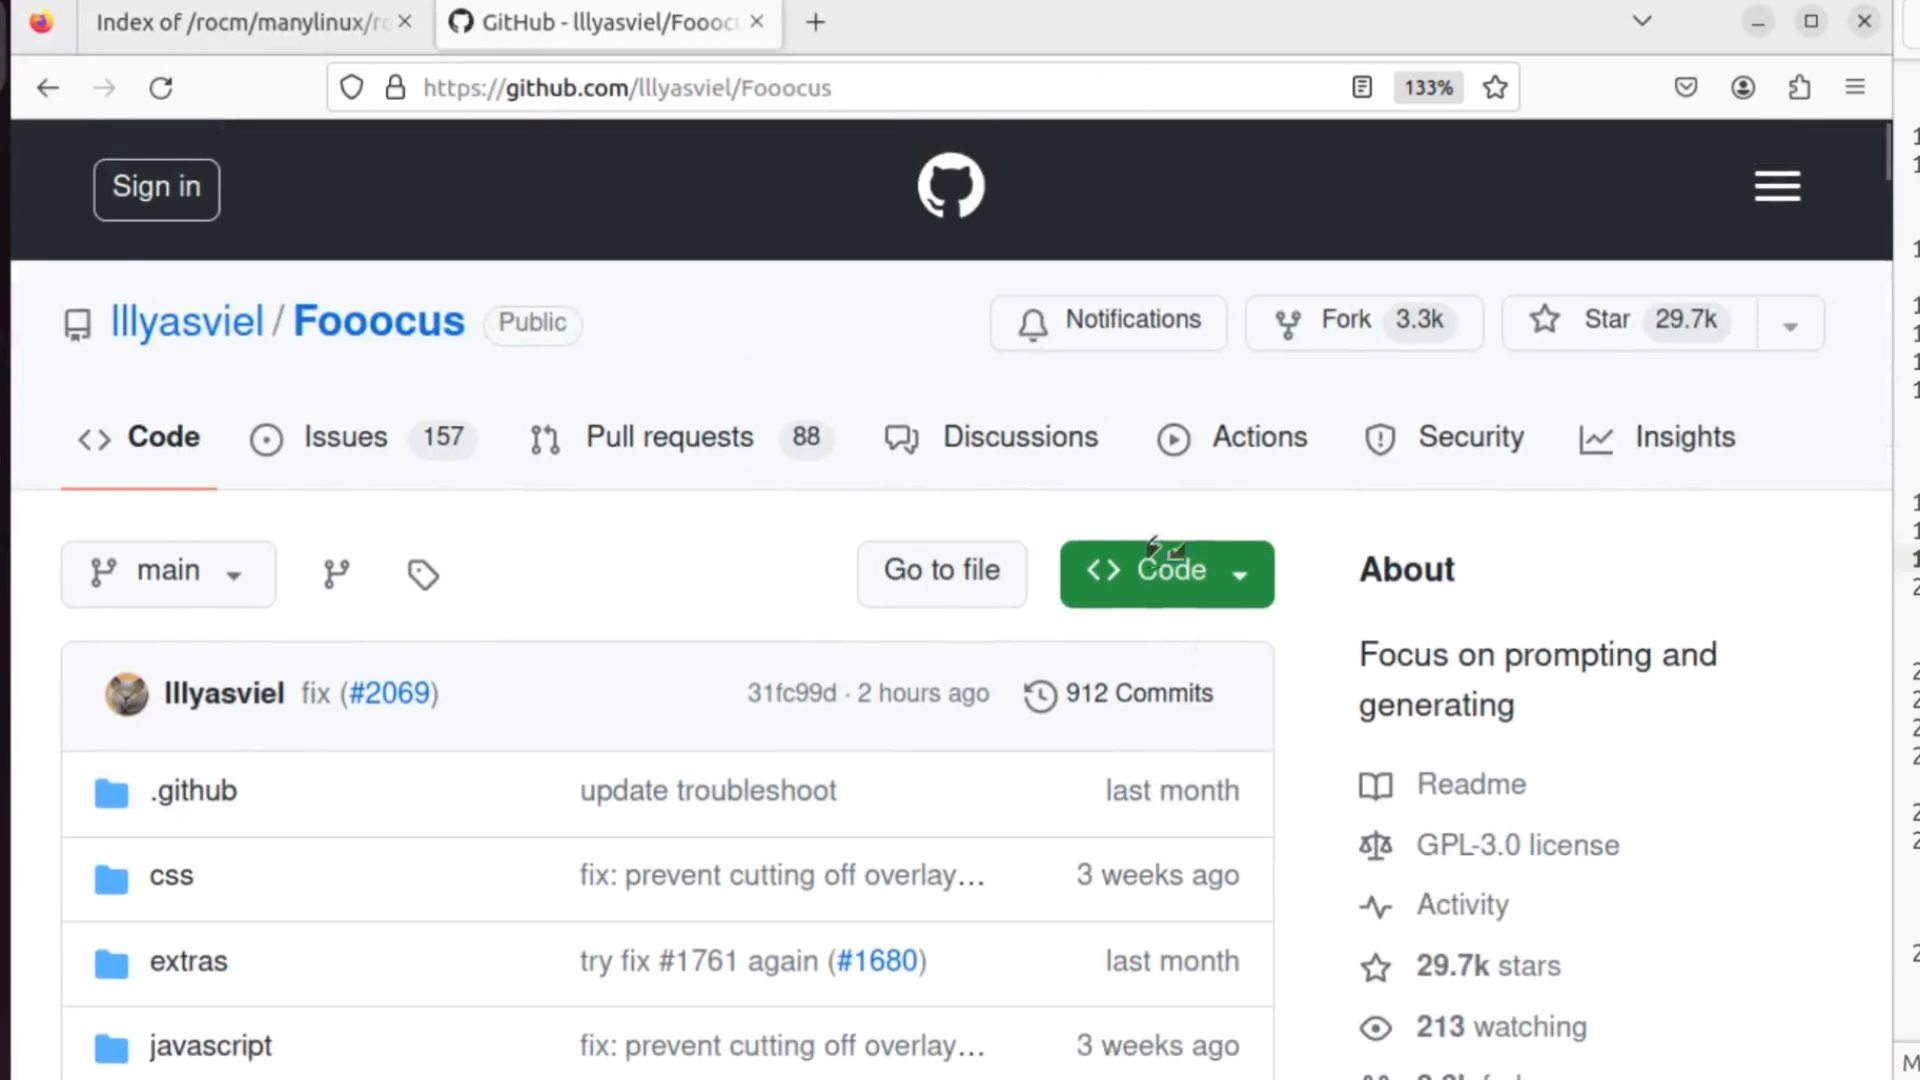 Index of /rocm/manylinux/ro
GitHub - lllyasviel/Foooc
https://github.com/lllyasviel/Fooocus
133%
Sign in
lllyasviel / Fooocus Public
Notifications
Fork 3.3k
Star 29.7k
Code
Issues 157
Pull requests 88
Discussions
Actions
Security
Insights
main
Go to file
Code
lllyasviel fix (#2069)
31fc99d · 2 hours ago
912 Commits
.github update troubleshoot last month
css fix: prevent cutting off overlay… 3 weeks ago
extras try fix #1761 again (#1680) last month
javascript fix: prevent cutting off overlay… 3 weeks ago
About
Focus on prompting and
generating
Readme
GPL-3.0 license
Activity
29.7k stars
213 watching